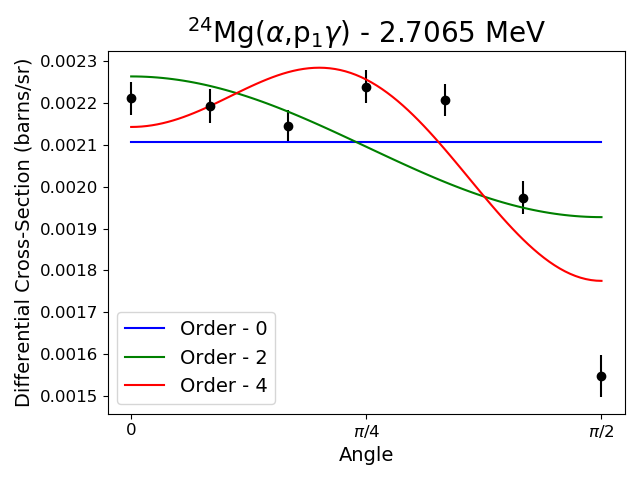 ²⁴Mg(α,p₁γ) - 2.7065 MeV
Differential Cross-Section (barns/sr)
0.0023
0.0022
0.0021
0.0020
0.0019
0.0018
0.0017
0.0016
0.0015
Order - 0
Order - 2
Order - 4
0
π/4
π/2
Angle